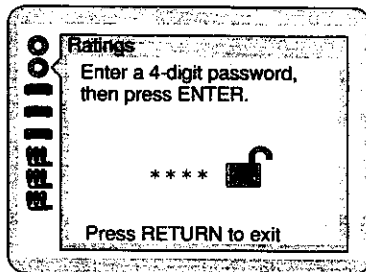 Ratings
Enter a 4-digit password,
then press ENTER.
* * * *
Press RETURN to exit